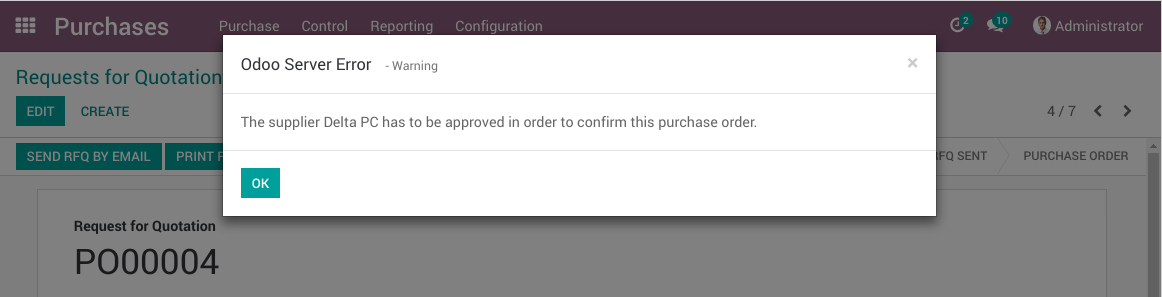 Purchases Purchase Control Reporting Configuration 2 10 Administrator
Odoo Server Error - Warning ×
Requests for Quotation
EDIT CREATE 4 / 7
The supplier Delta PC has to be approved in order to confirm this purchase order.
SEND RFQ BY EMAIL PRINT SENT PURCHASE ORDER
OK
Request for Quotation
PO00004